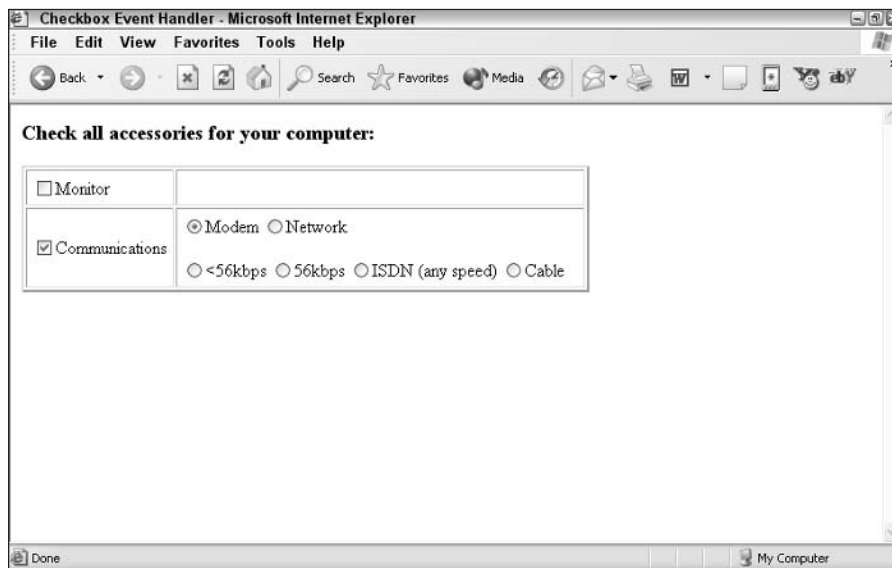 Checkbox Event Handler - Microsoft Internet Explorer
File Edit View Favorites Tools Help
Back Search Favorites Media
Check all accessories for your computer:
Monitor
Communications
Modem Network
<56kbps 56kbps ISDN (any speed) Cable
Done My Computer